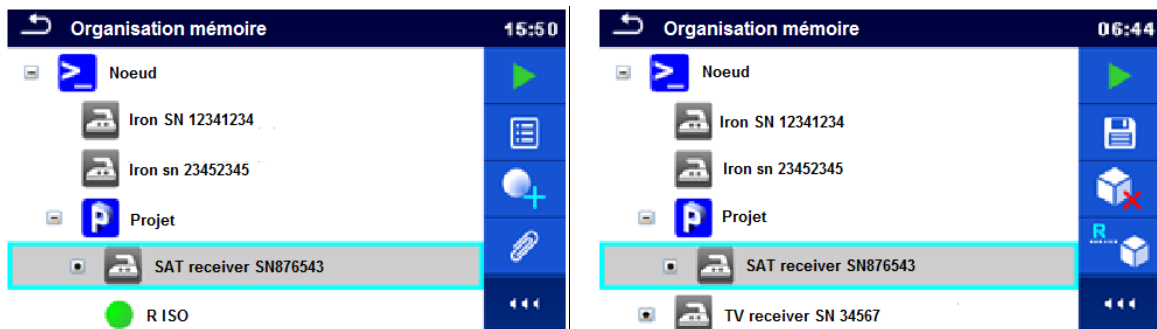 Organisation mémoire 15:50
Noeud
Iron SN 12341234
Iron sn 23452345
Projet
SAT receiver SN876543
R ISO
Organisation mémoire 06:44
Noeud
Iron SN 12341234
Iron sn 23452345
Projet
SAT receiver SN876543
TV receiver SN 34567
R